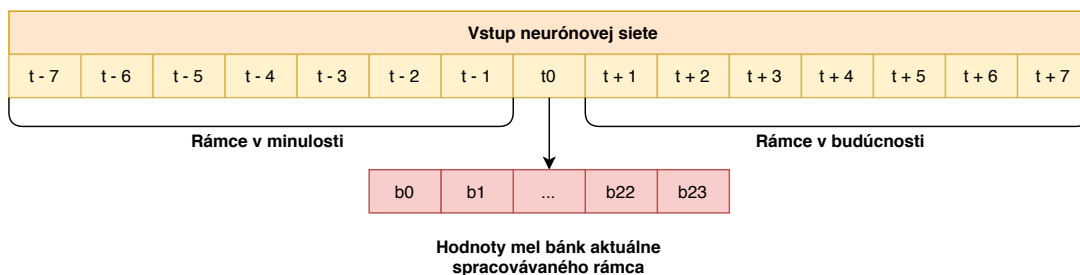 Vstup neurónovej siete
t - 7 t - 6 t - 5 t - 4 t - 3 t - 2 t - 1 t0 t + 1 t + 2 t + 3 t + 4 t + 5 t + 6 t + 7
Rámce v minulosti Rámce v budúcnosti
b0 b1 ... b22 b23
Hodnoty mel bánk aktuálne
spracovávaného rámca